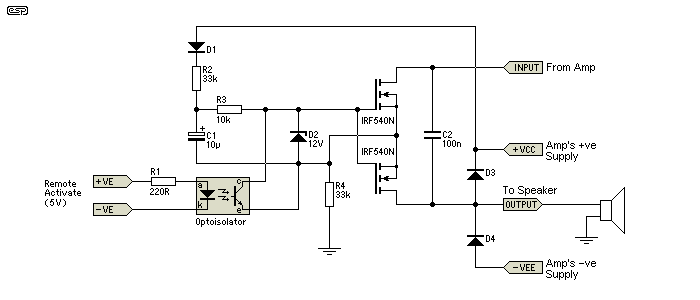 esp
D1
R2
33k
R3
10k
C1
+
10µ
D2
12V
IRF540N
IRF540N
C2
100n
INPUT
From Amp
+VCC
Amp's +ve
Supply
D3
To Speaker
OUTPUT
D4
-VEE
Amp's -ve
Supply
R4
33k
Remote
Activate
(5V)
+VE
-VE
R1
220R
a
k
c
e
Optoisolator